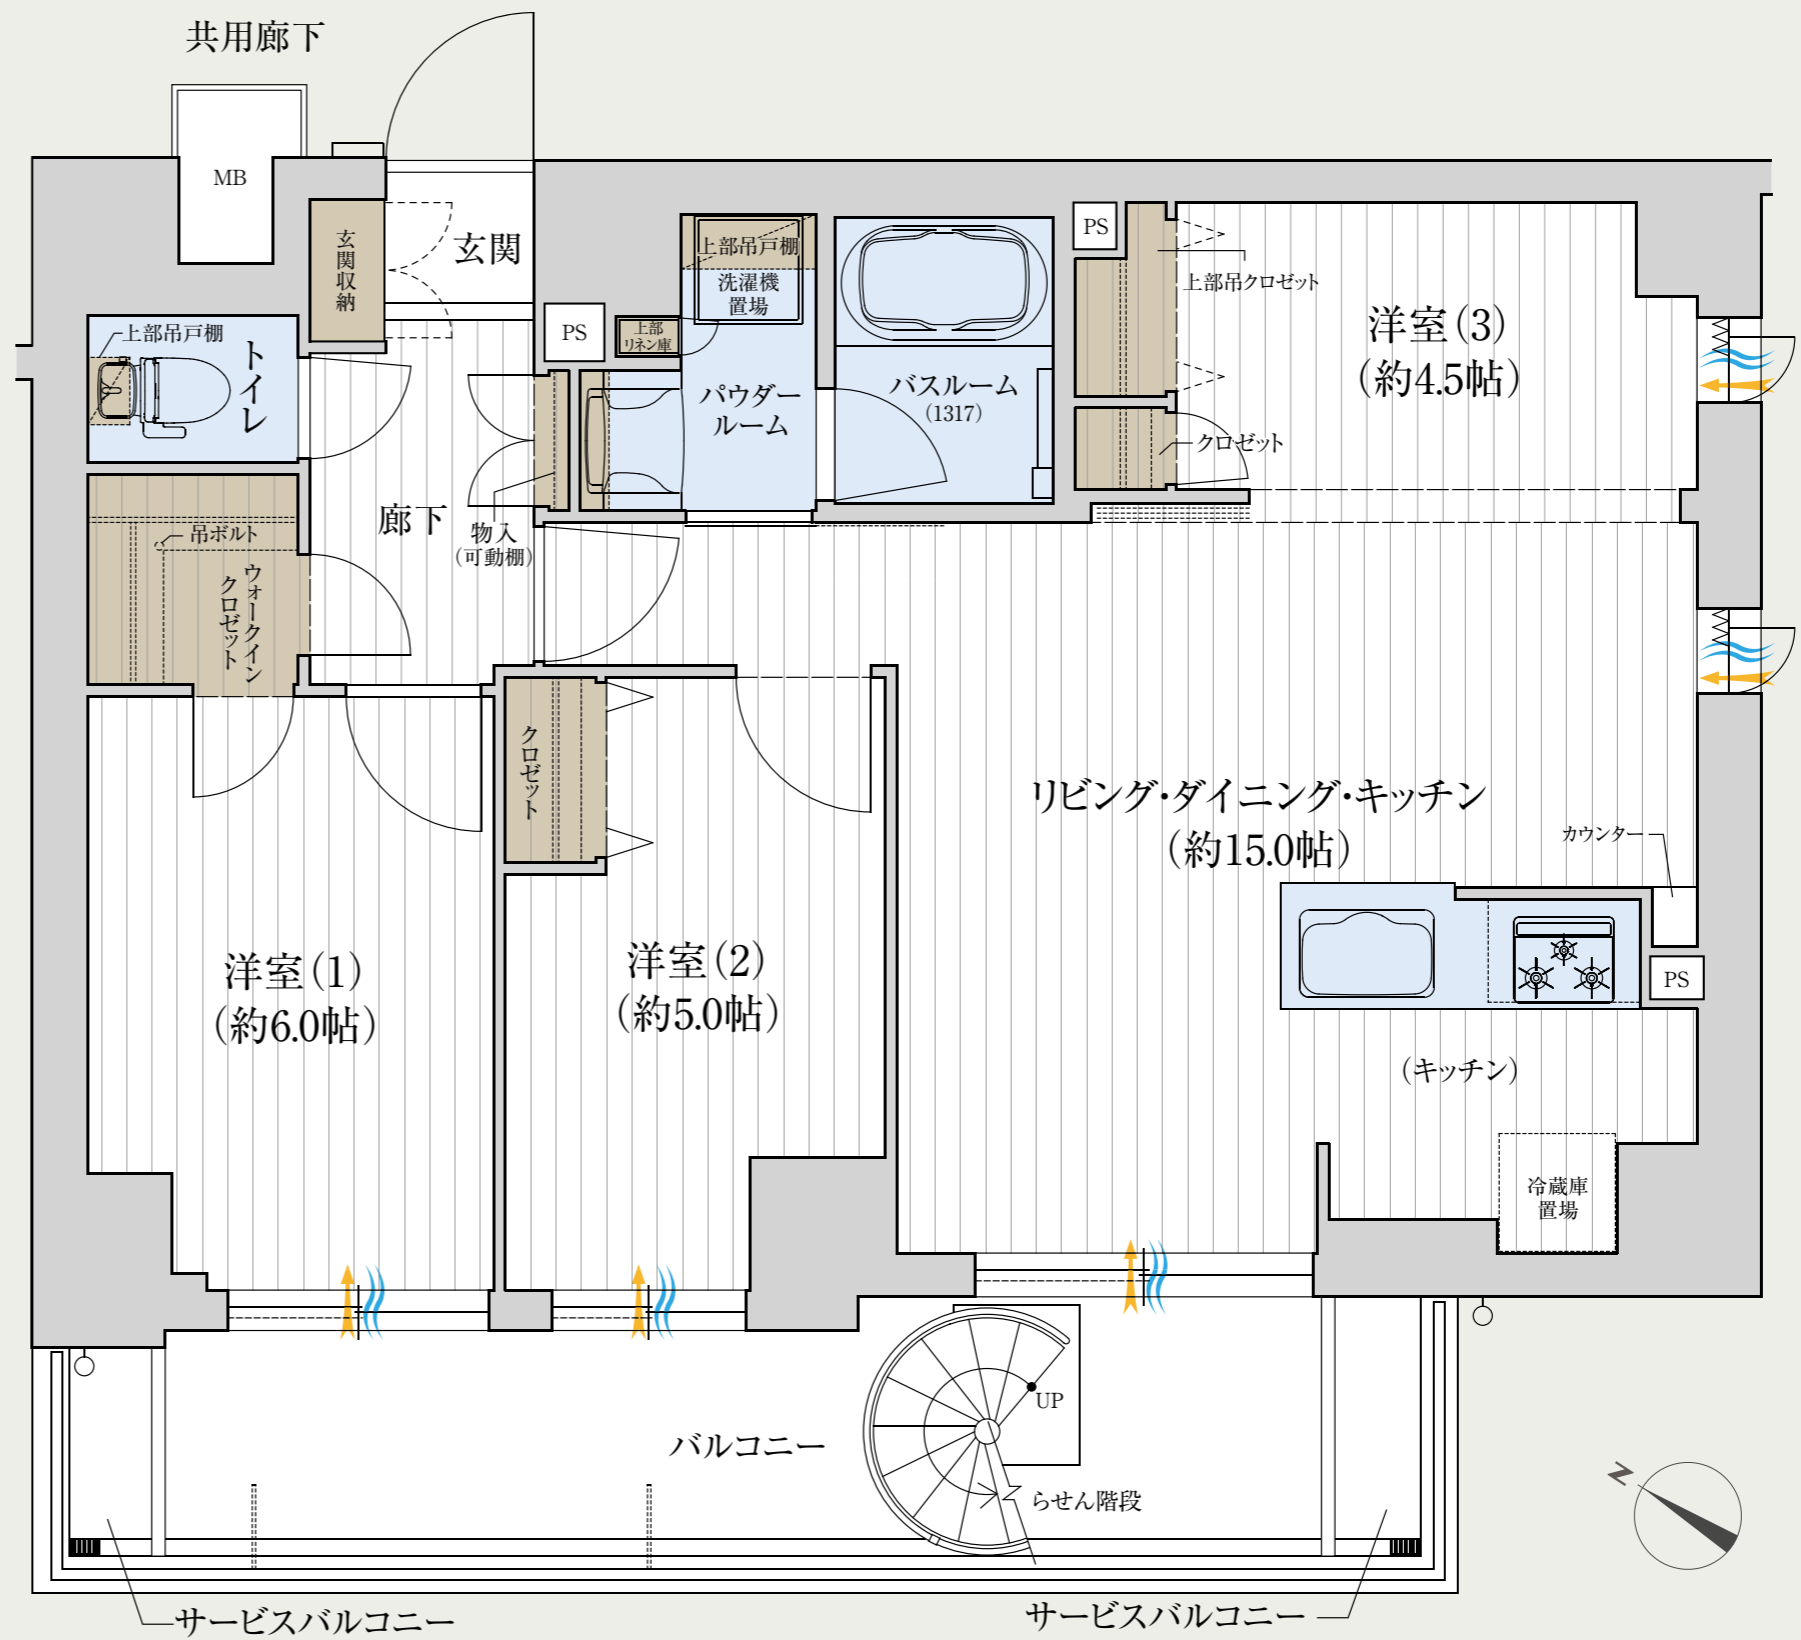 共用廊下
MB
玄関収納
玄関
上部吊戸棚
トイレ
PS
上部
リネン庫
上部吊戸棚
洗濯機
置場
パウダー
ルーム
バスルーム
(1317)
PS
上部吊クロゼット
洋室(3)
(約4.5帖)
クロゼット
廊下
物入
(可動棚)
吊ボルト
ウォークイン
クロゼット
クロゼット
リビング・ダイニング・キッチン
(約15.0帖)
カウンター
PS
洋室(1)
(約6.0帖)
洋室(2)
(約5.0帖)
(キッチン)
冷蔵庫
置場
UP
バルコニー
らせん階段
N
サービスバルコニー
サービスバルコニー